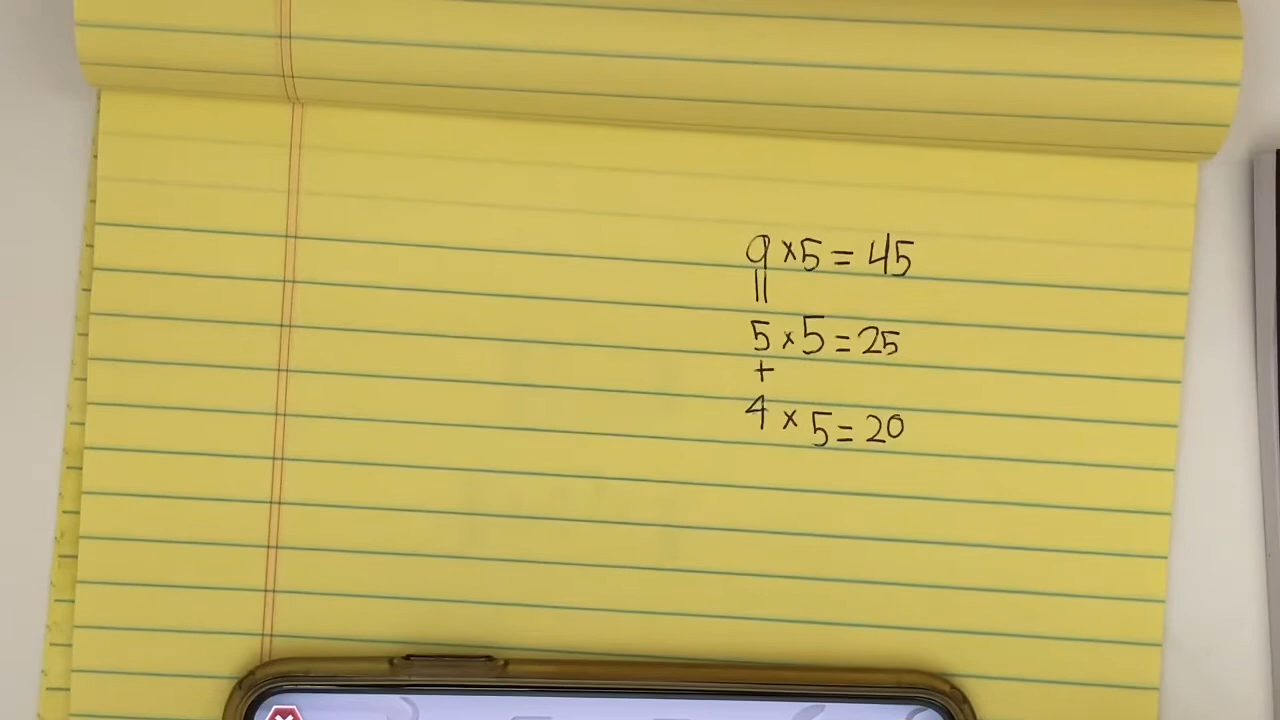 9 × 5 = 45
||
5 × 5 = 25
+
4 × 5 = 20